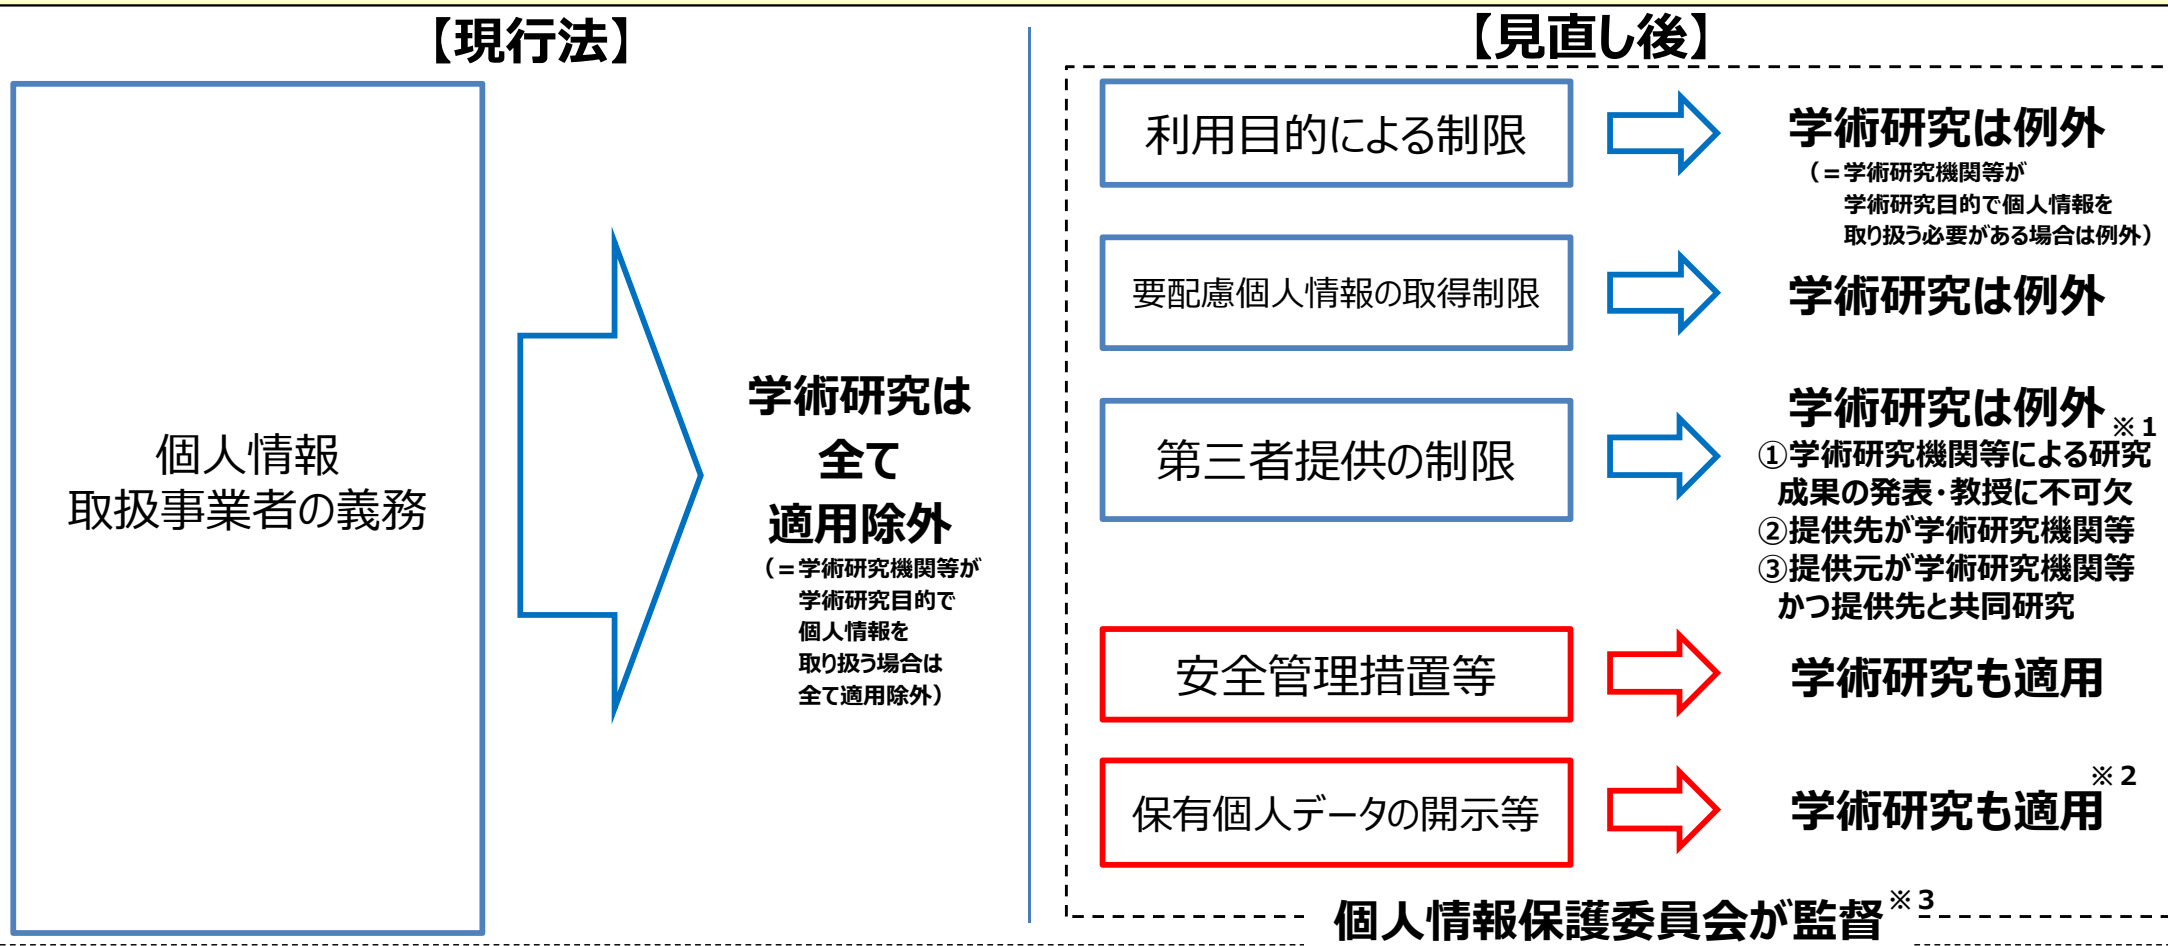 【現行法】
個人情報
取扱事業者の義務
学術研究は
全て
適用除外
（＝学術研究機関等が
学術研究目的で
個人情報を
取り扱う場合は
全て適用除外）
【見直し後】
利用目的による制限
学術研究は例外
（＝学術研究機関等が
学術研究目的で個人情報を
取り扱う必要がある場合は例外）
要配慮個人情報の取得制限
学術研究は例外
第三者提供の制限
学術研究は例外※１
①学術研究機関等による研究
成果の発表・教授に不可欠
②提供先が学術研究機関等
③提供元が学術研究機関等
かつ提供先と共同研究
安全管理措置等
学術研究も適用
保有個人データの開示等
学術研究も適用※２
個人情報保護委員会が監督※３